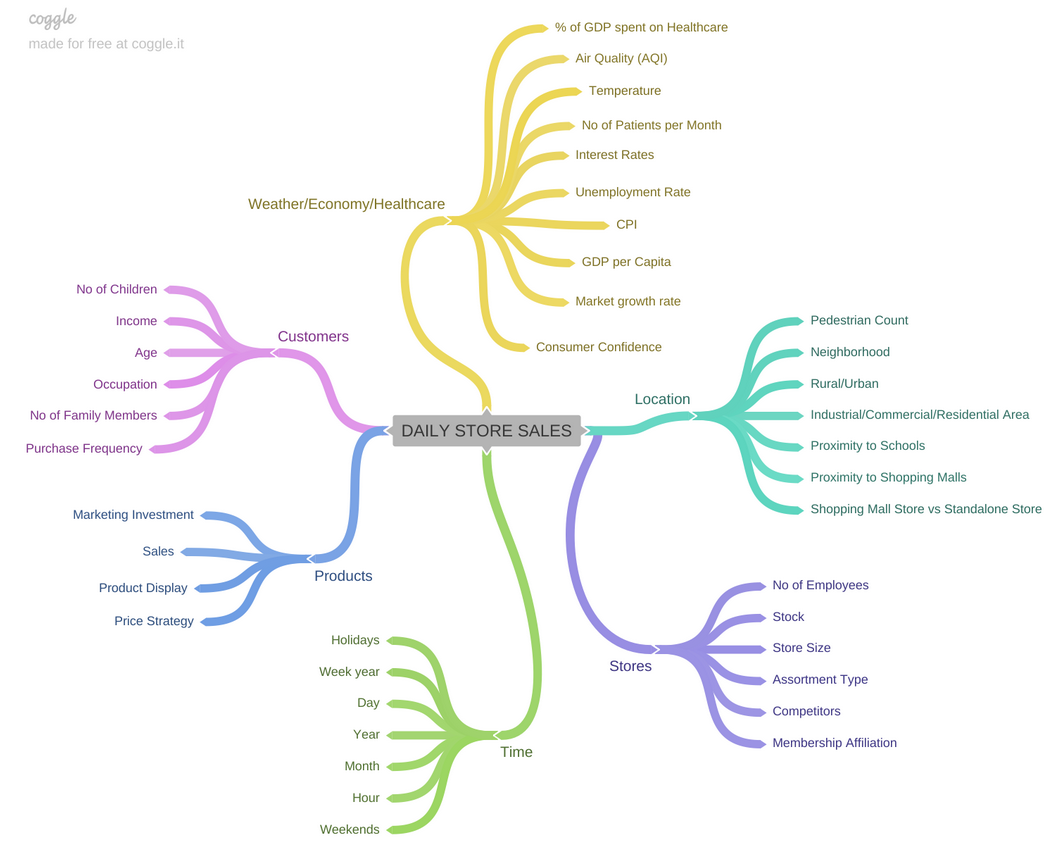 coggle
made for free at coggle.it
% of GDP spent on Healthcare
Air Quality (AQI)
Temperature
No of Patients per Month
Interest Rates
Unemployment Rate
CPI
GDP per Capita
Market growth rate
Consumer Confidence
Weather/Economy/Healthcare
No of Children
Income
Age
Occupation
No of Family Members
Purchase Frequency
Customers
DAILY STORE SALES
Location
Pedestrian Count
Neighborhood
Rural/Urban
Industrial/Commercial/Residential Area
Proximity to Schools
Proximity to Shopping Malls
Shopping Mall Store vs Standalone Store
Marketing Investment
Sales
Product Display
Price Strategy
Products
Stores
No of Employees
Stock
Store Size
Assortment Type
Competitors
Membership Affiliation
Holidays
Week year
Day
Year
Month
Hour
Weekends
Time